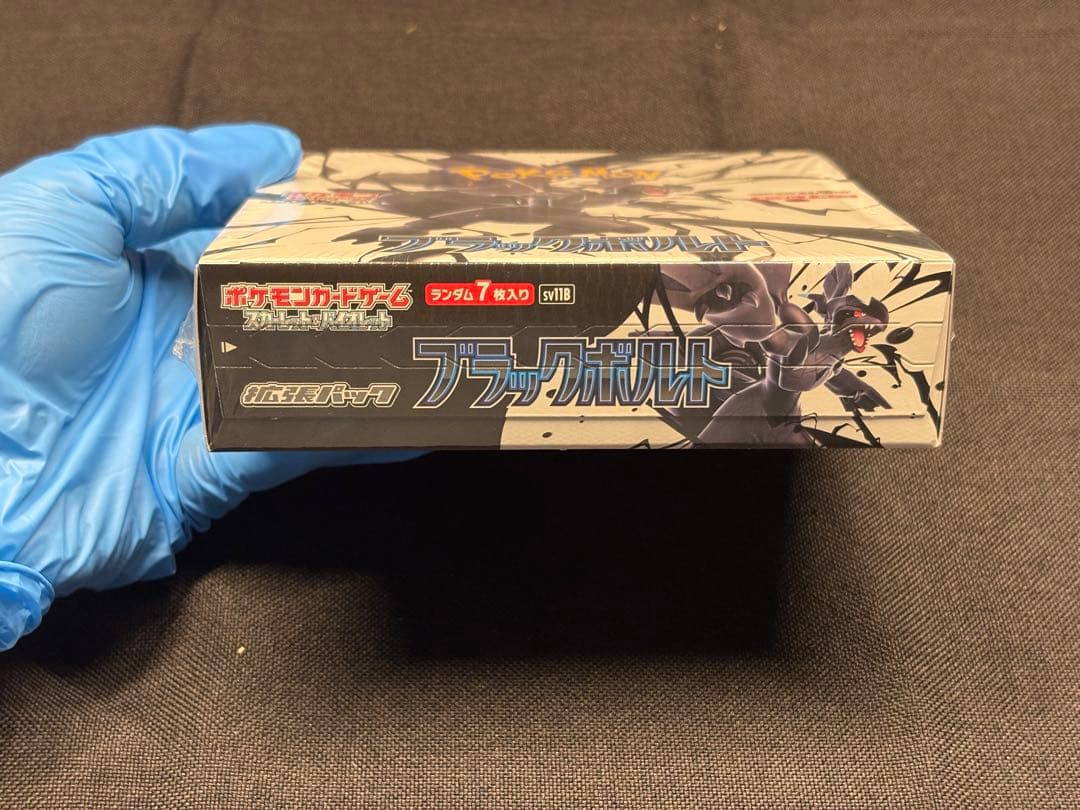 POKÉMON
ブラックボルト
ポケモンカードゲーム
スカーレット&バイオレット
ランダム7枚入り sv11B
拡張パック
ブラックボルト